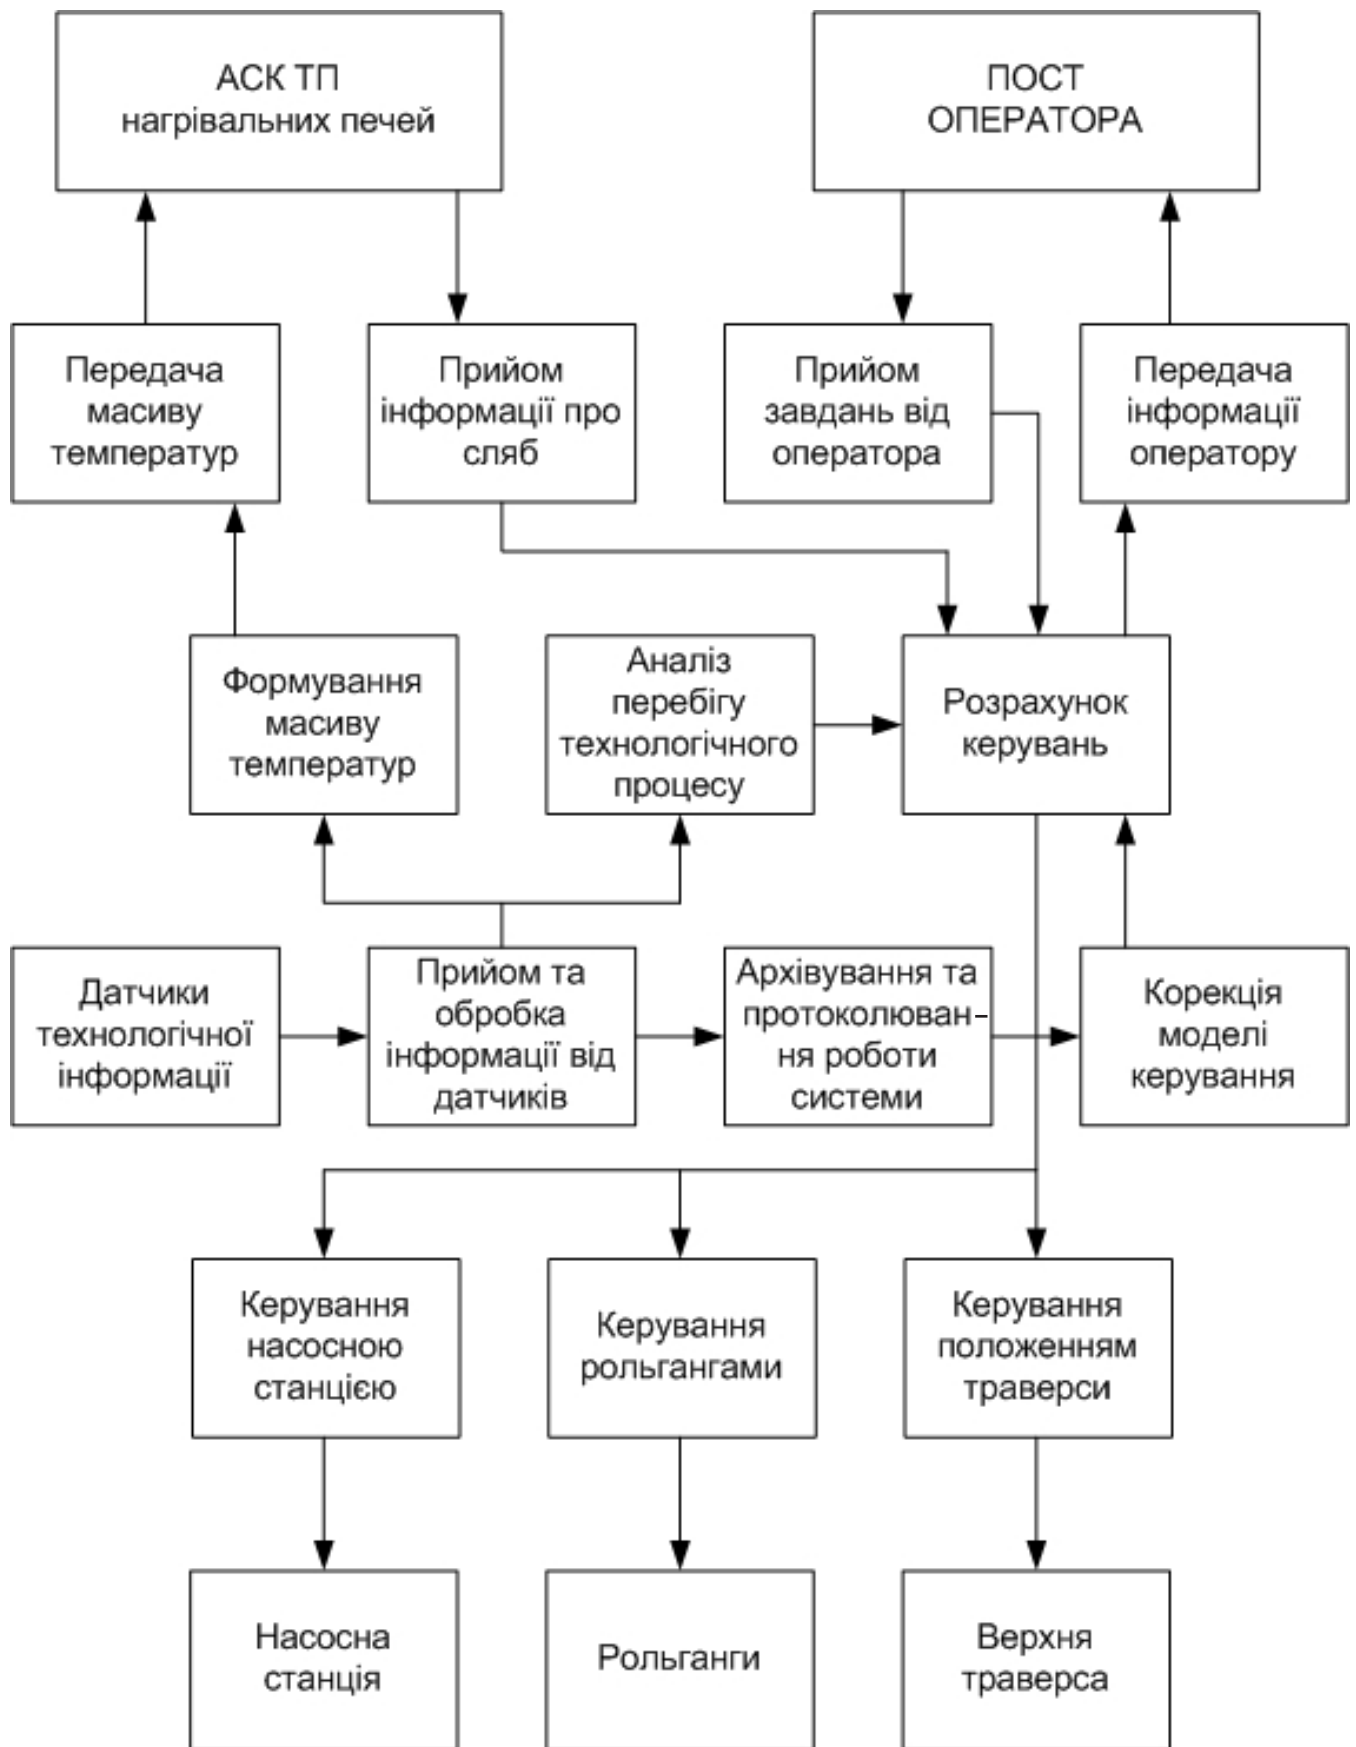 АСК ТП
нагрівальних печей
ПОСТ
ОПЕРАТОРА
Передача
масиву
температур
Прийом
інформації про
сляб
Прийом
завдань від
оператора
Передача
інформації
оператору
Формування
масиву
температур
Аналіз
перебігу
технологічного
процесу
Розрахунок
керувань
Датчики
технологічної
інформації
Прийом та
обробка
інформації від
датчиків
Архівування та
протоколюван–
ня роботи
системи
Корекція
моделі
керування
Керування
насосною
станцією
Керування
рольгангами
Керування
положенням
траверси
Насосна
станція
Рольганги
Верхня
траверса